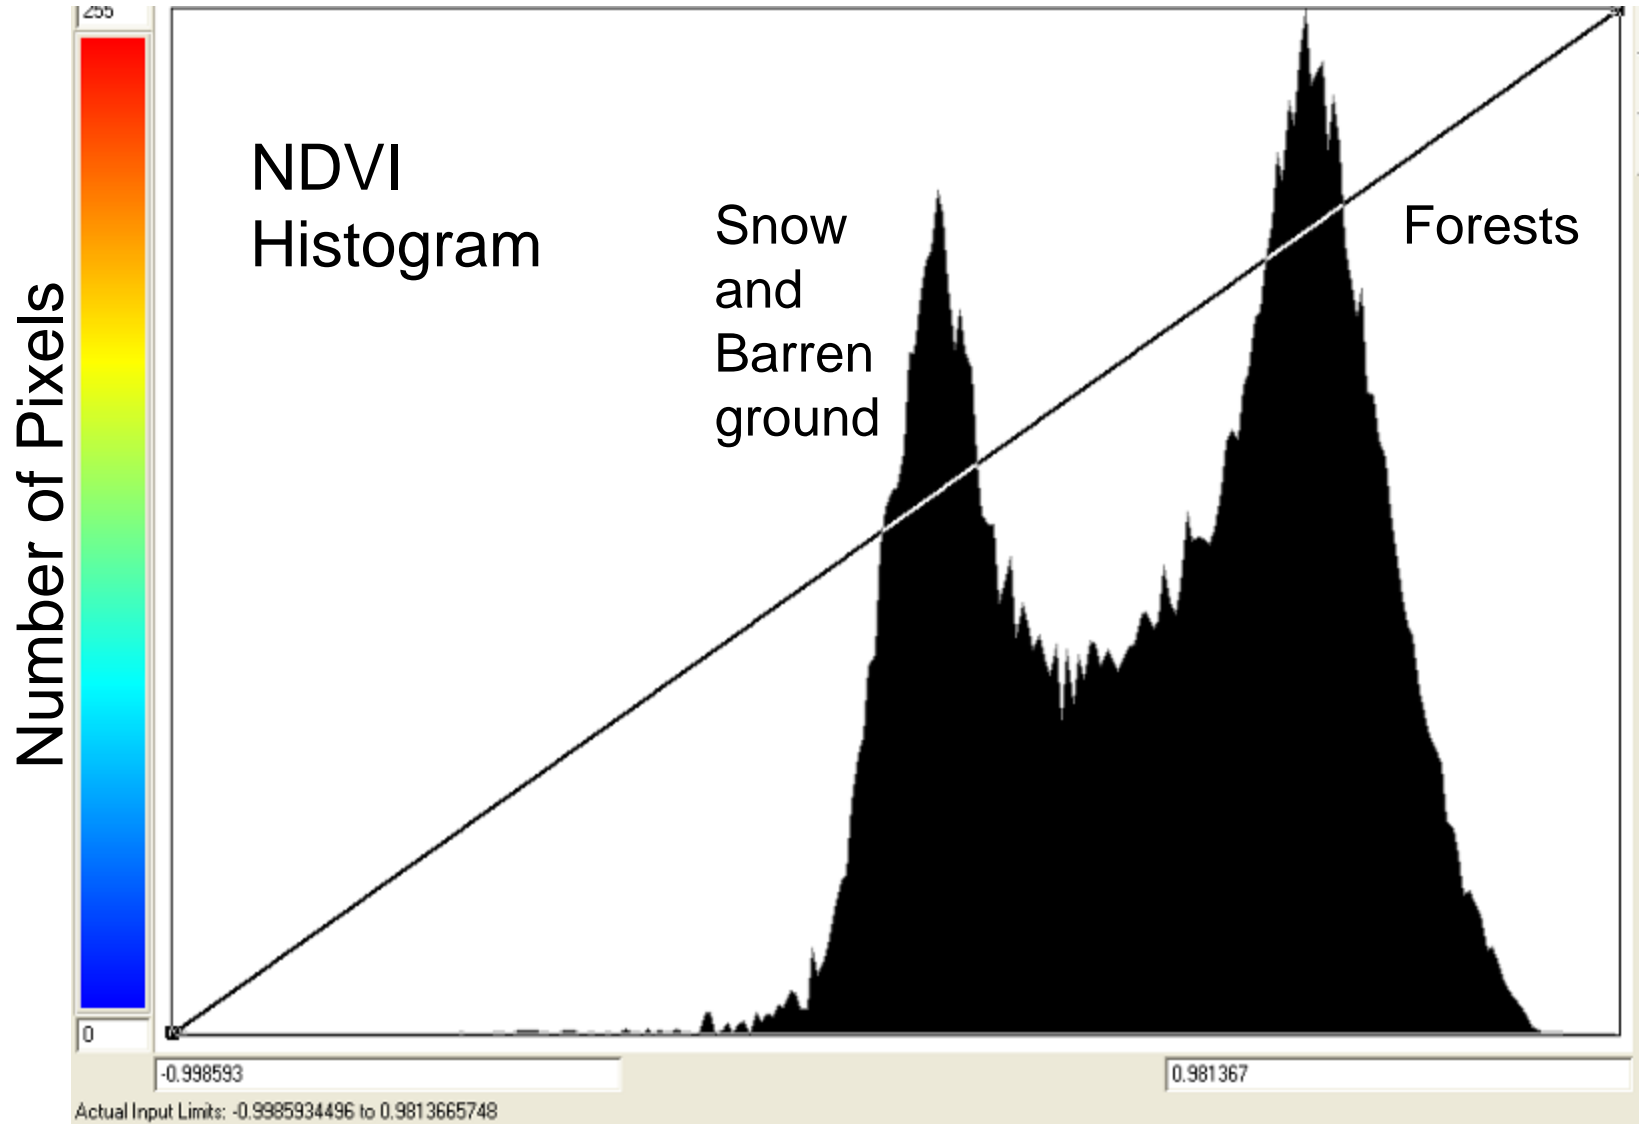 255
NDVI
Histogram
Snow
and
Barren
ground
Forests
Number of Pixels
0
-0.998593
0.981367
Actual Input Limits: -0.9985934496 to 0.9813665748